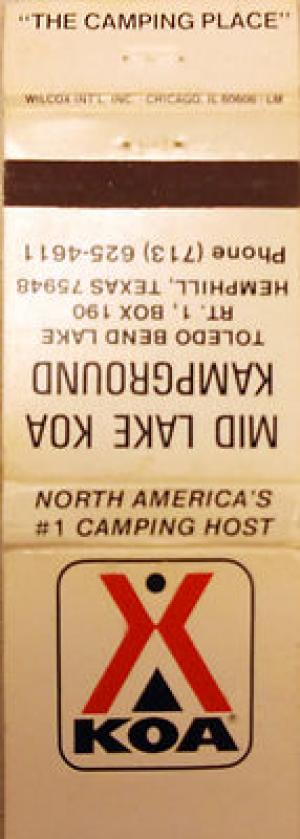 "THE CAMPING PLACE"
WILCOX INT'L. INC. · CHICAGO, IL 60606 · LM
MID LAKE KOA
KAMPGROUND
TOLEDO BEND LAKE
RT. 1, BOX 190
HEMPHILL, TEXAS 75948
Phone (713) 625-4611
NORTH AMERICA'S
#1 CAMPING HOST
KOA®